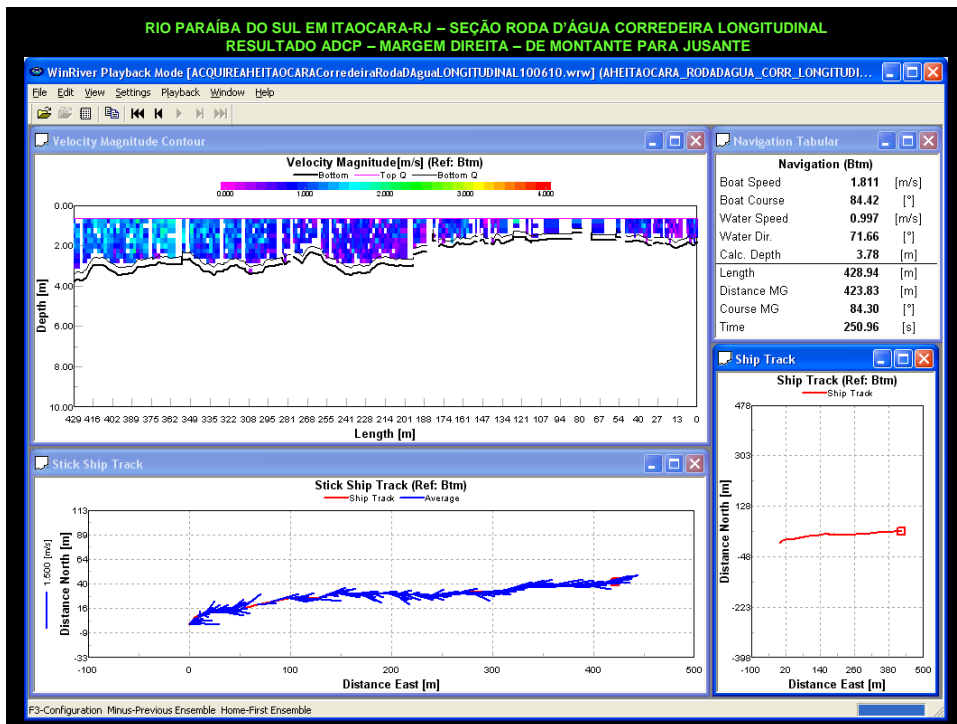 RIO PARAÍBA DO SUL EM ITAOCARA-RJ – SEÇÃO RODA D'ÁGUA CORREDEIRA LONGITUDINAL
RESULTADO ADCP – MARGEM DIREITA – DE MONTANTE PARA JUSANTE
WinRiver Playback Mode [ACQUIREAHEITAOCARACorredeiraRodaDAguaLONGITUDINAL100610.wrw] (AHEITAOCARA_RODADAGUA_CORR_LONGITUDI...
File Edit View Settings Playback Window Help
Velocity Magnitude Contour
Velocity Magnitude[m/s] (Ref: Btm)
Bottom Top Q Bottom Q
0.000 1.000 2.000 3.000 4.000
0.00
2.00
4.00
6.00
8.00
10.00
Depth [m]
429 416 402 389 375 362 349 335 322 308 295 281 268 255 241 228 214 201 188 174 161 147 134 121 107 94 80 67 54 40 27 13 0
Length [m]
Navigation Tabular
Navigation (Btm)
Boat Speed 1.811 [m/s]
Boat Course 84.42 [°]
Water Speed 0.997 [m/s]
Water Dir. 71.66 [°]
Calc. Depth 3.78 [m]
Length 428.94 [m]
Distance MG 423.83 [m]
Course MG 84.30 [°]
Time 250.96 [s]
Stick Ship Track
Stick Ship Track (Ref: Btm)
Ship Track Average
1.500 [m/s]
Distance North [m]
113
89
64
40
16
-9
-33
-100 0 100 200 300 400 500
Distance East [m]
Ship Track
Ship Track (Ref: Btm)
Ship Track
478
303
128
-48
-223
-398
Distance North [m]
-100 20 140 260 380 500
Distance East [m]
F3-Configuration Minus-Previous Ensemble Home-First Ensemble